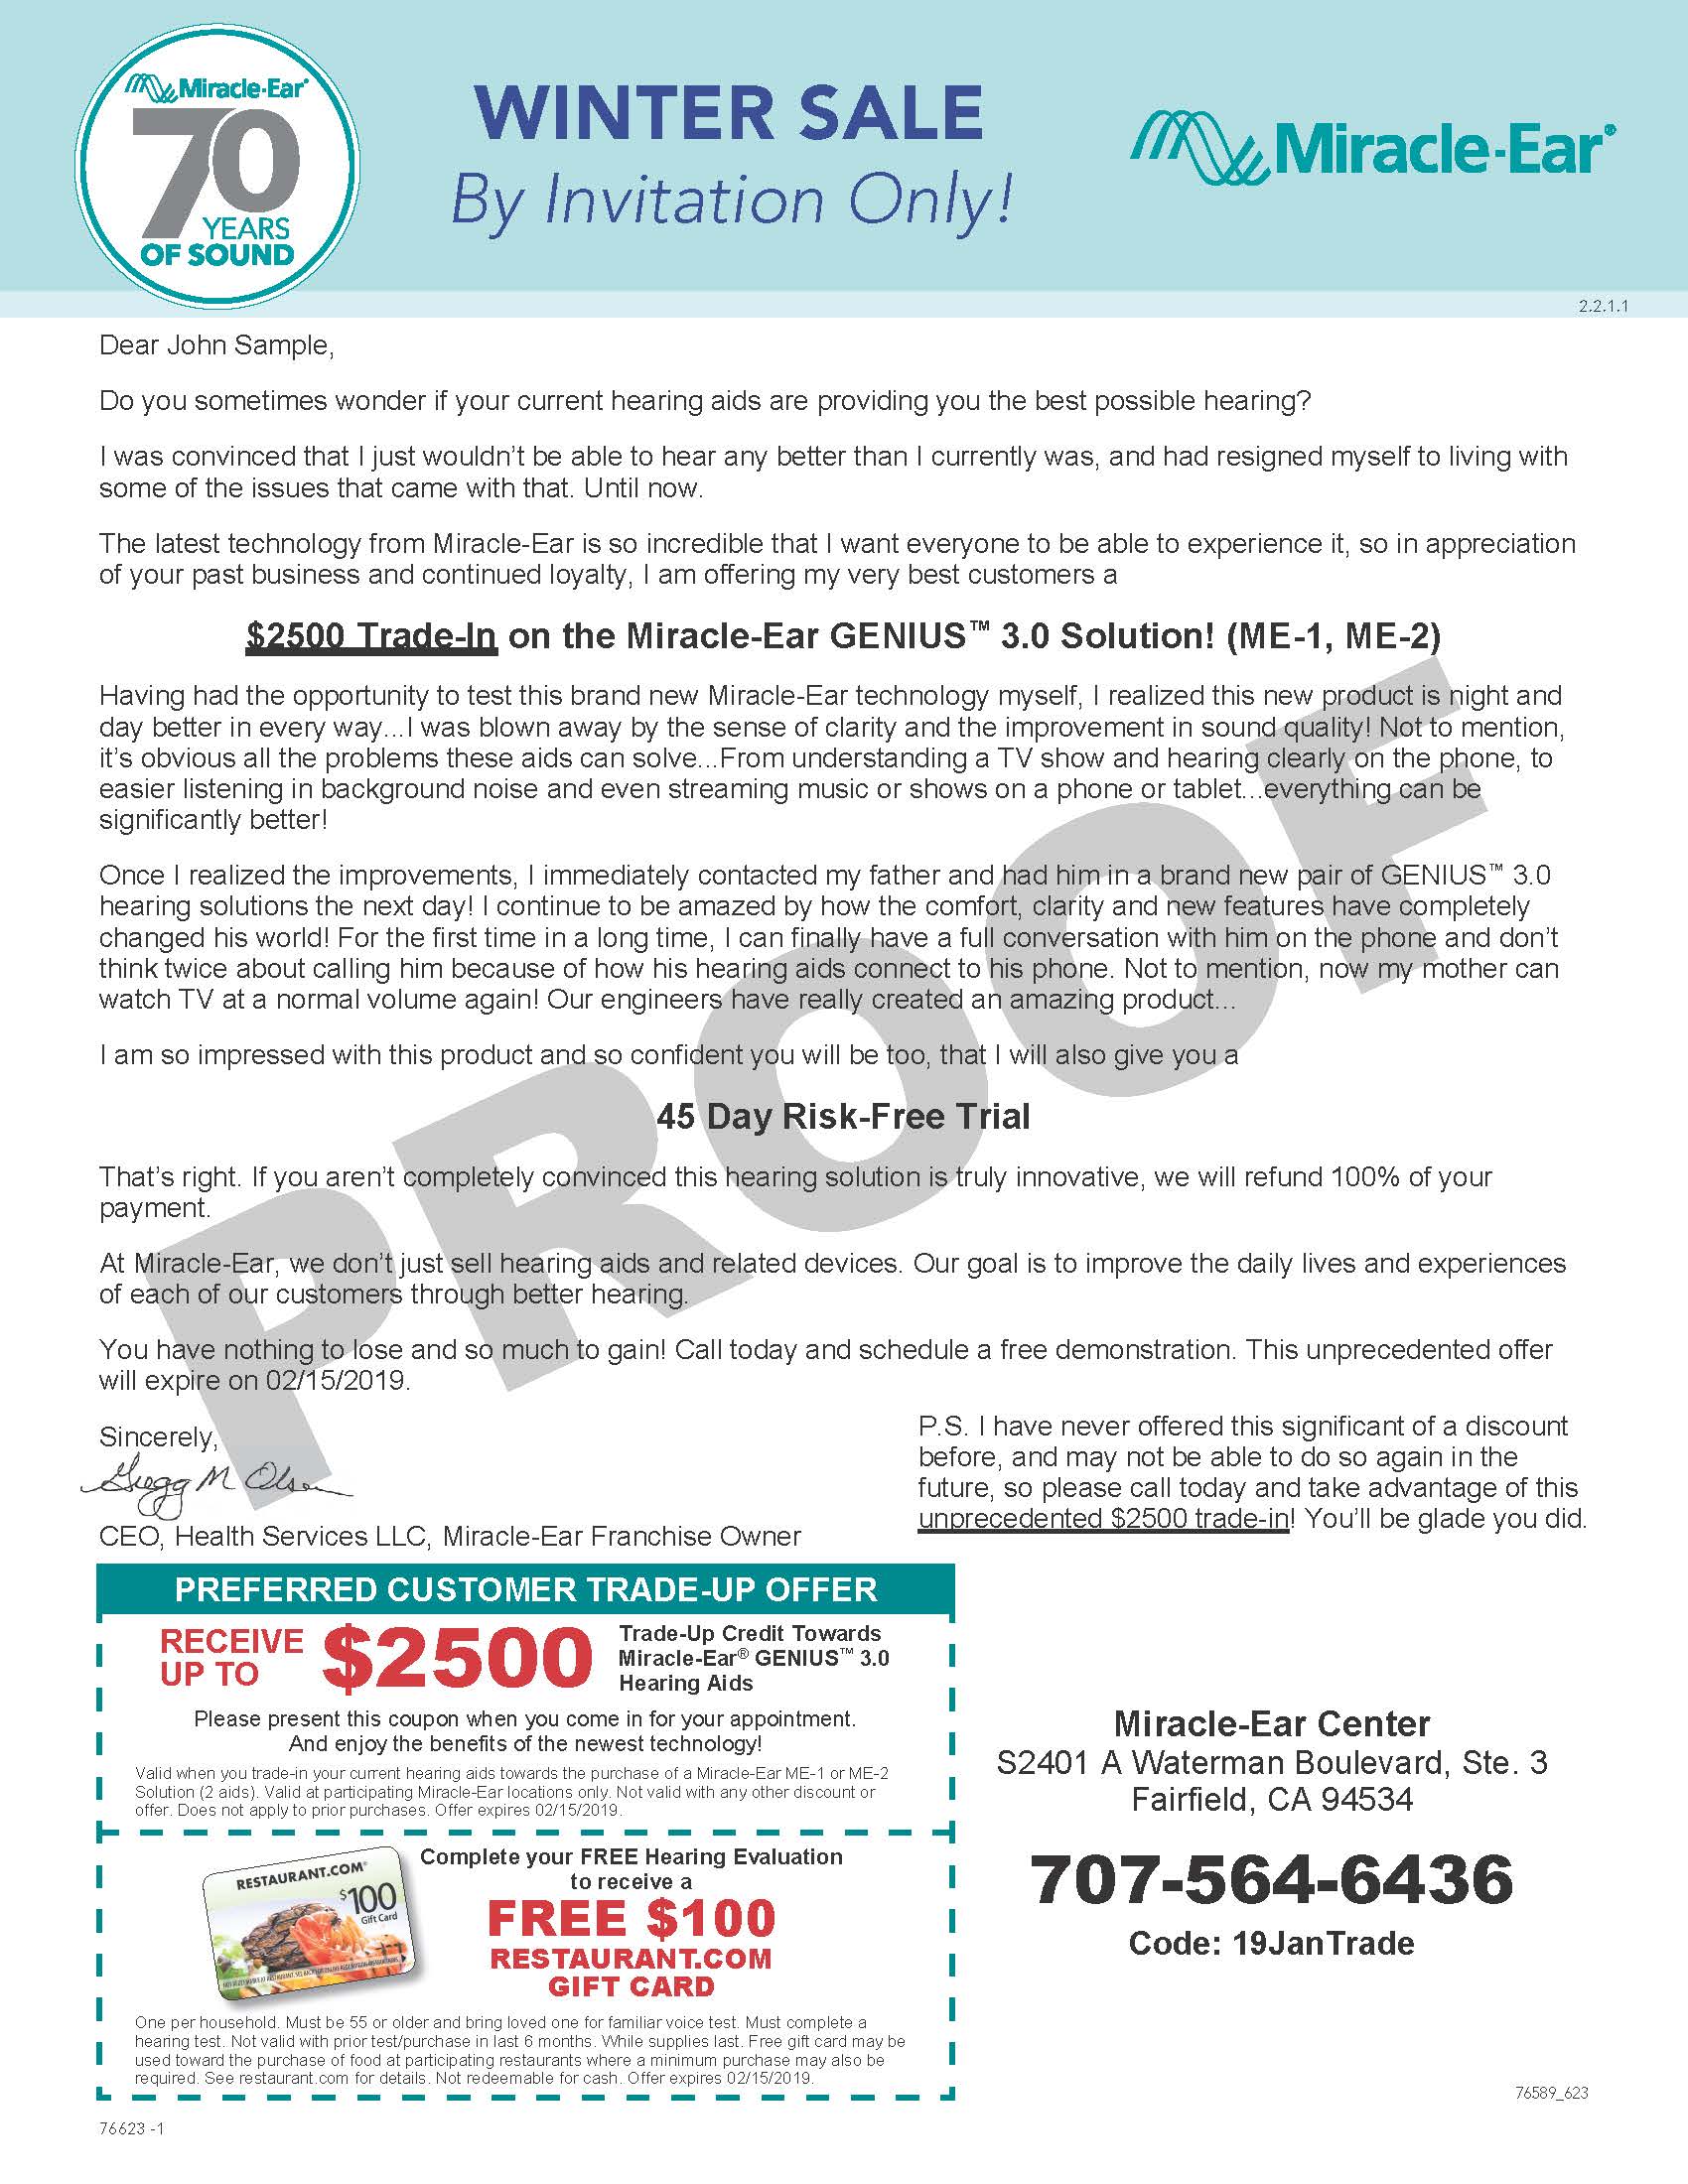 Miracle-Ear®
70
YEARS
OF SOUND
WINTER SALE
By Invitation Only!
Miracle-Ear®
2.2.1.1
Dear John Sample,
Do you sometimes wonder if your current hearing aids are providing you the best possible hearing?
I was convinced that I just wouldn't be able to hear any better than I currently was, and had resigned myself to living with
some of the issues that came with that. Until now.
The latest technology from Miracle-Ear is so incredible that I want everyone to be able to experience it, so in appreciation
of your past business and continued loyalty, I am offering my very best customers a
$2500 Trade-In on the Miracle-Ear GENIUS™ 3.0 Solution! (ME-1, ME-2)
Having had the opportunity to test this brand new Miracle-Ear technology myself, I realized this new product is night and
day better in every way...I was blown away by the sense of clarity and the improvement in sound quality! Not to mention,
it's obvious all the problems these aids can solve...From understanding a TV show and hearing clearly on the phone, to
easier listening in background noise and even streaming music or shows on a phone or tablet...everything can be
significantly better!
Once I realized the improvements, I immediately contacted my father and had him in a brand new pair of GENIUS™ 3.0
hearing solutions the next day! I continue to be amazed by how the comfort, clarity and new features have completely
changed his world! For the first time in a long time, I can finally have a full conversation with him on the phone and don't
think twice about calling him because of how his hearing aids connect to his phone. Not to mention, now my mother can
watch TV at a normal volume again! Our engineers have really created an amazing product...
I am so impressed with this product and so confident you will be too, that I will also give you a
45 Day Risk-Free Trial
That's right. If you aren't completely convinced this hearing solution is truly innovative, we will refund 100% of your
payment.
At Miracle-Ear, we don't just sell hearing aids and related devices. Our goal is to improve the daily lives and experiences
of each of our customers through better hearing.
You have nothing to lose and so much to gain! Call today and schedule a free demonstration. This unprecedented offer
will expire on 02/15/2019.
PROOF
Sincerely,
Gregg M Olsen
CEO, Health Services LLC, Miracle-Ear Franchise Owner
P.S. I have never offered this significant of a discount
before, and may not be able to do so again in the
future, so please call today and take advantage of this
unprecedented $2500 trade-in! You'll be glade you did.
PREFERRED CUSTOMER TRADE-UP OFFER
RECEIVE
UP TO
$2500
Trade-Up Credit Towards
Miracle-Ear® GENIUS™ 3.0
Hearing Aids
Please present this coupon when you come in for your appointment.
And enjoy the benefits of the newest technology!
Valid when you trade-in your current hearing aids towards the purchase of a Miracle-Ear ME-1 or ME-2
Solution (2 aids). Valid at participating Miracle-Ear locations only. Not valid with any other discount or
offer. Does not apply to prior purchases. Offer expires 02/15/2019.
RESTAURANT.COM®
$100
Gift Card
Complete your FREE Hearing Evaluation
to receive a
FREE $100
RESTAURANT.COM
GIFT CARD
One per household. Must be 55 or older and bring loved one for familiar voice test. Must complete a
hearing test. Not valid with prior test/purchase in last 6 months. While supplies last. Free gift card may be
used toward the purchase of food at participating restaurants where a minimum purchase may also be
required. See restaurant.com for details. Not redeemable for cash. Offer expires 02/15/2019.
Miracle-Ear Center
S2401 A Waterman Boulevard, Ste. 3
Fairfield, CA 94534
707-564-6436
Code: 19JanTrade
76589_623
76623 -1